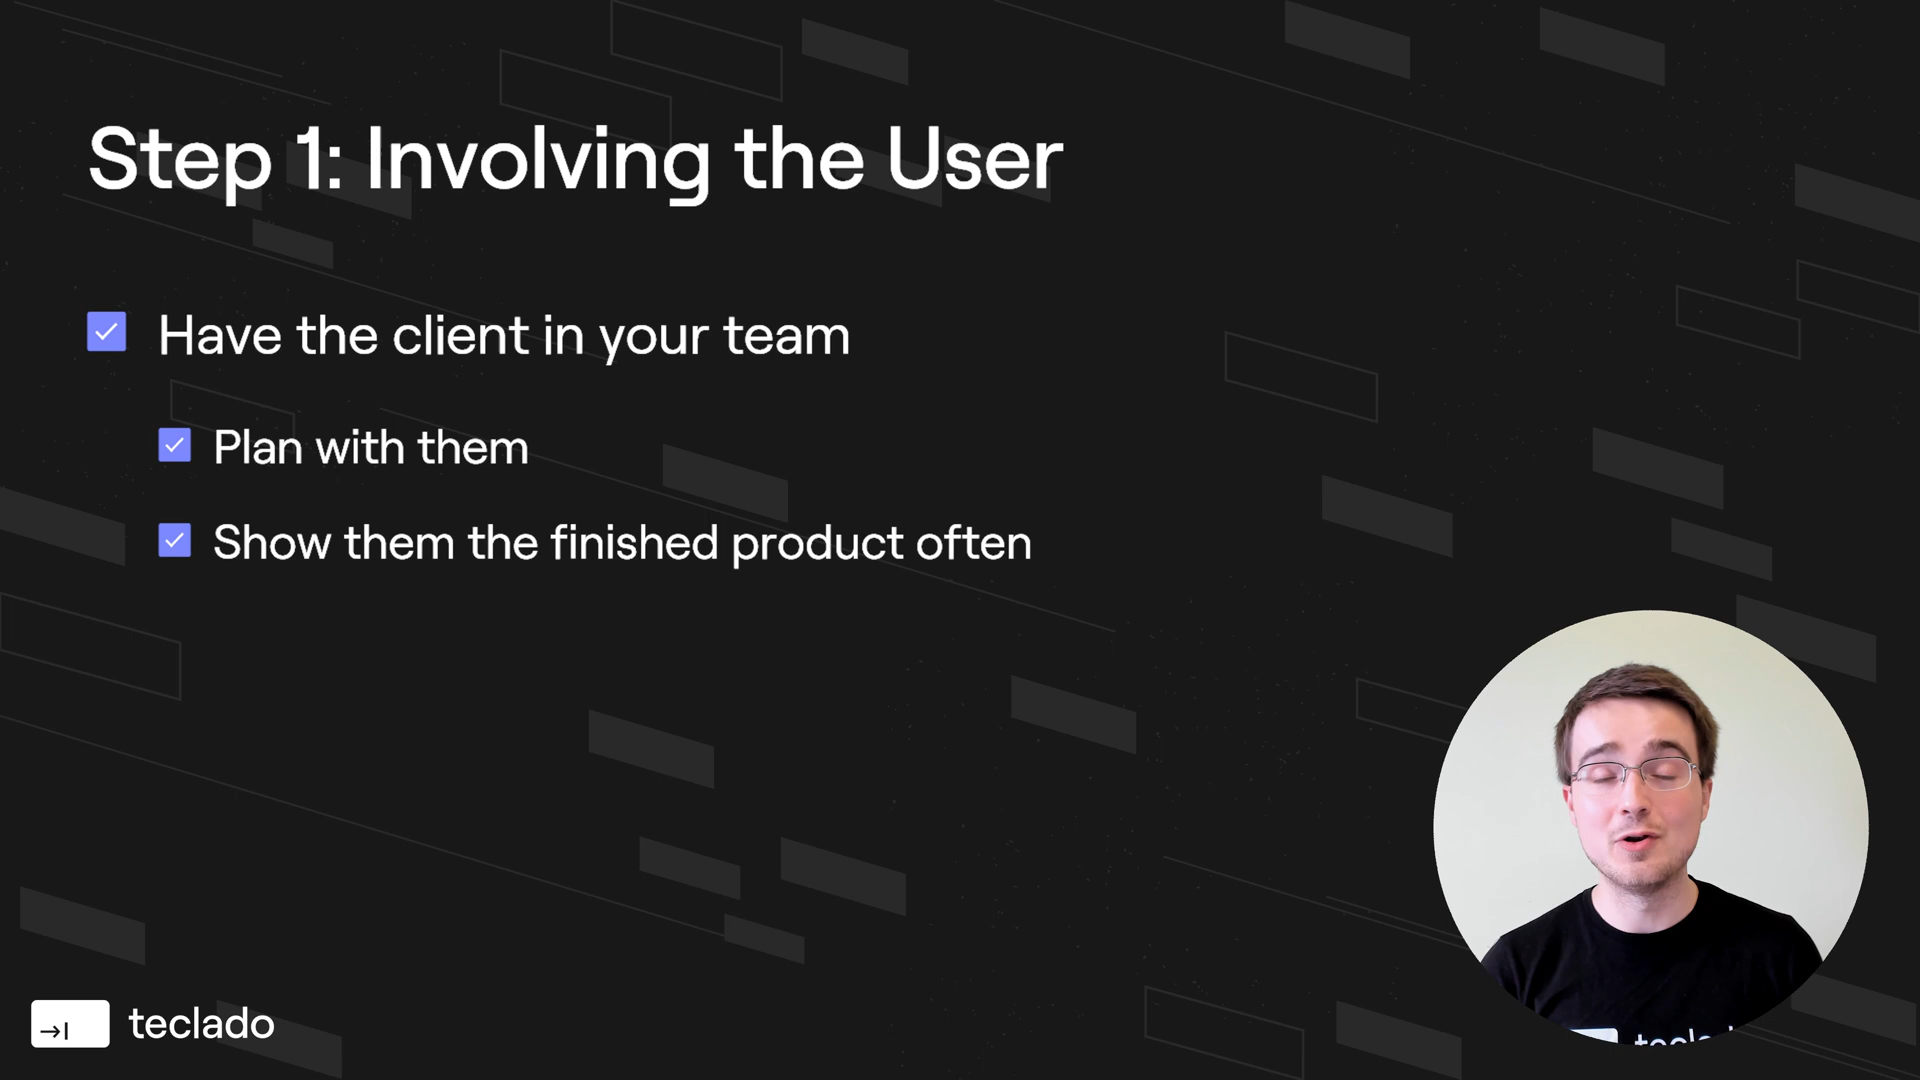 Step 1: Involving the User
Have the client in your team
Plan with them
Show them the finished product often
teclado